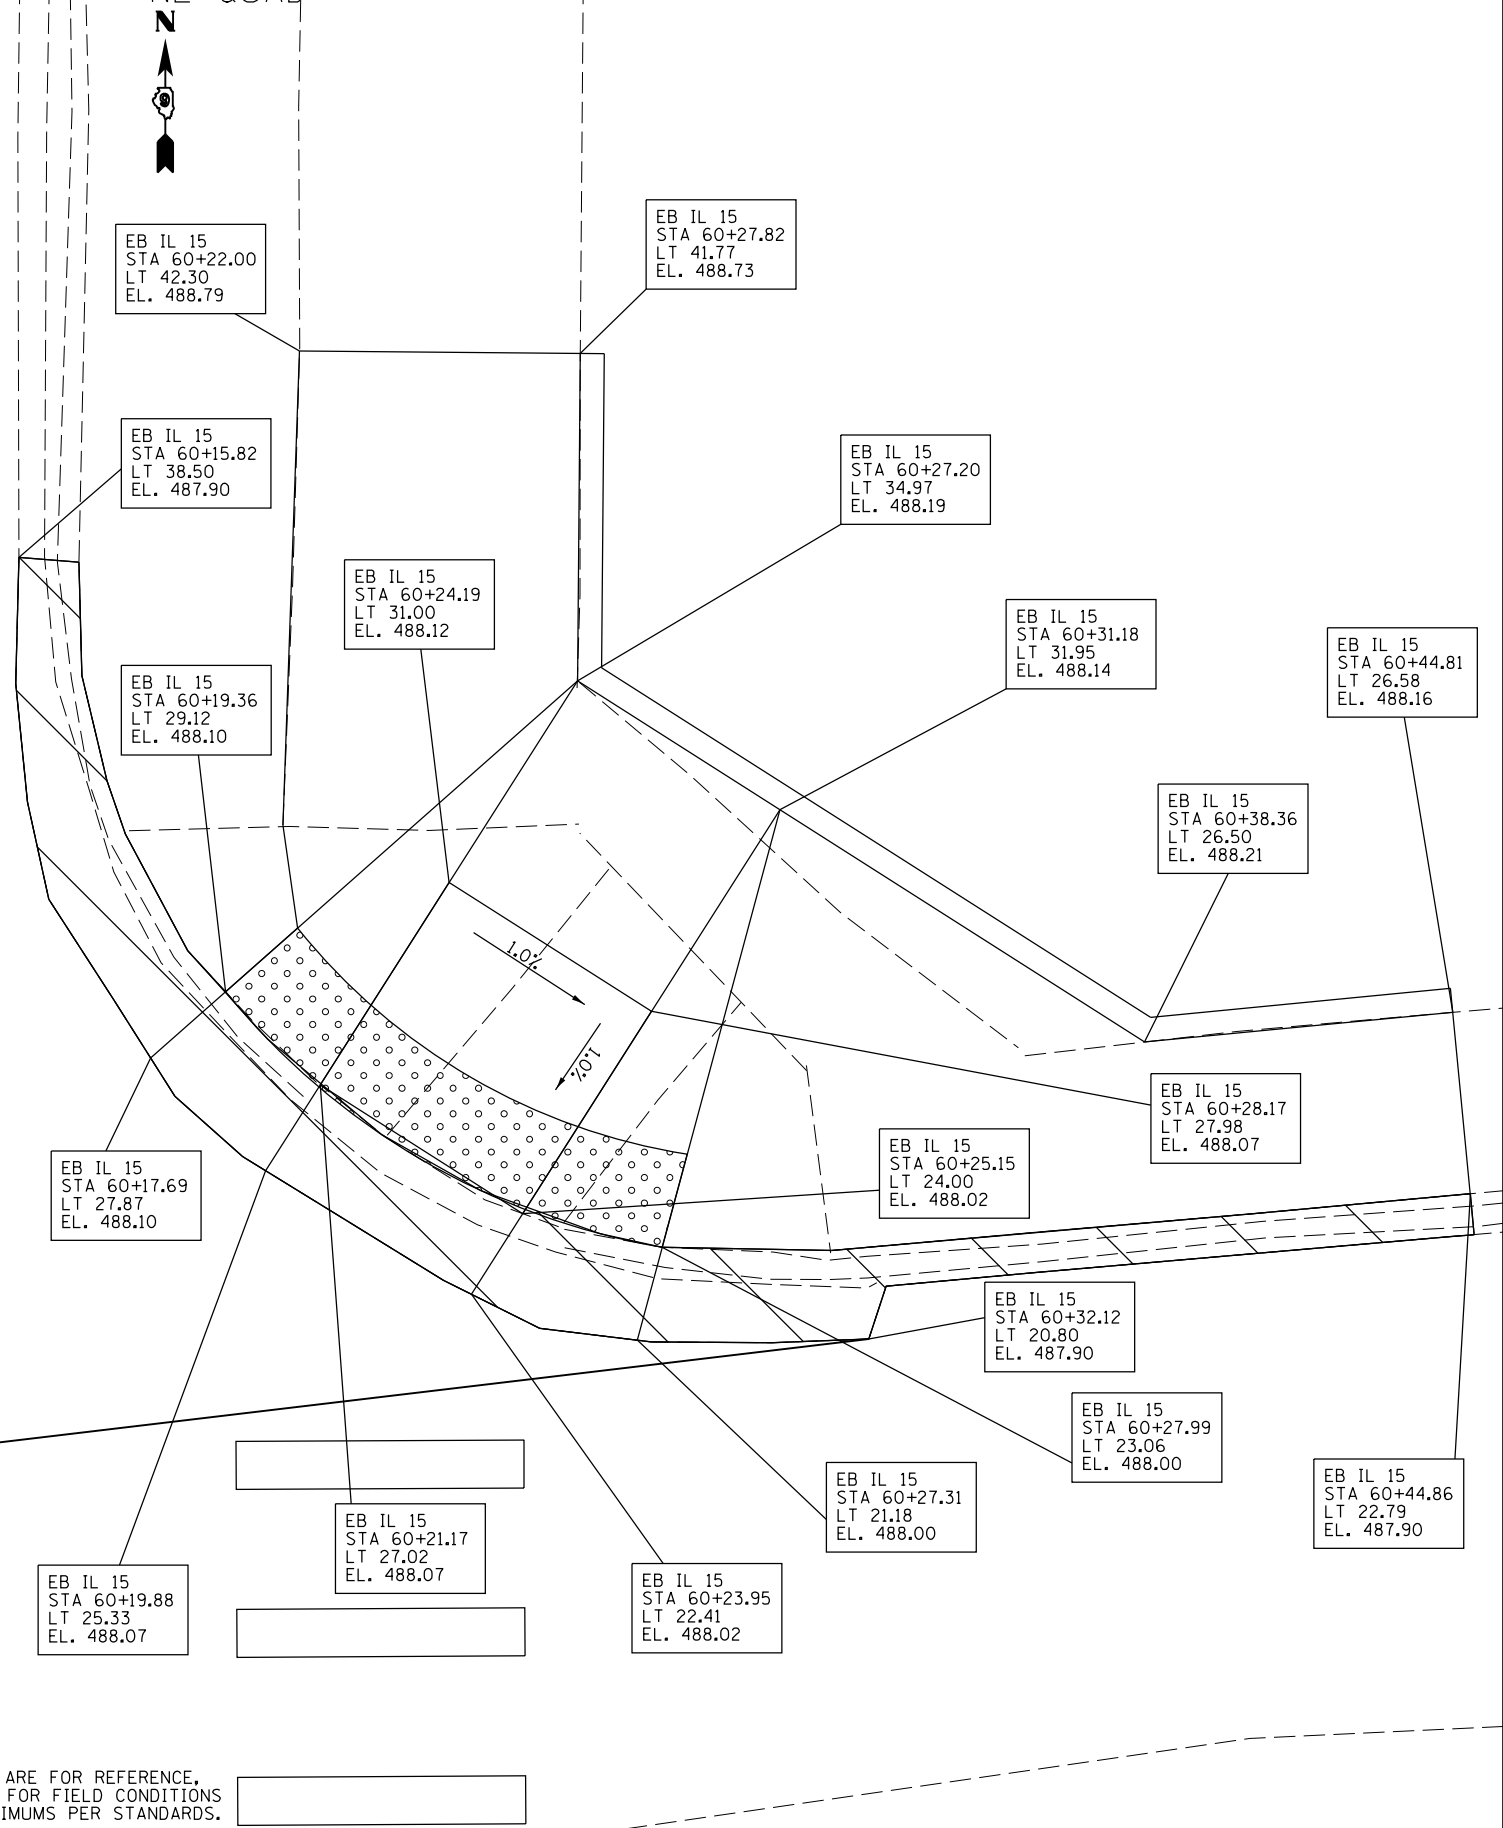 N
EB IL 15
STA 60+22.00
LT 42.30
EL. 488.79
EB IL 15
STA 60+27.82
LT 41.77
EL. 488.73
EB IL 15
STA 60+15.82
LT 38.50
EL. 487.90
EB IL 15
STA 60+27.20
LT 34.97
EL. 488.19
EB IL 15
STA 60+24.19
LT 31.00
EL. 488.12
EB IL 15
STA 60+31.18
LT 31.95
EL. 488.14
EB IL 15
STA 60+44.81
LT 26.58
EL. 488.16
EB IL 15
STA 60+19.36
LT 29.12
EL. 488.10
EB IL 15
STA 60+38.36
LT 26.50
EL. 488.21
1.0%
1.0%
EB IL 15
STA 60+28.17
LT 27.98
EL. 488.07
EB IL 15
STA 60+25.15
LT 24.00
EL. 488.02
EB IL 15
STA 60+17.69
LT 27.87
EL. 488.10
EB IL 15
STA 60+32.12
LT 20.80
EL. 487.90
EB IL 15
STA 60+27.99
LT 23.06
EL. 488.00
EB IL 15
STA 60+27.31
LT 21.18
EL. 488.00
EB IL 15
STA 60+44.86
LT 22.79
EL. 487.90
EB IL 15
STA 60+21.17
LT 27.02
EL. 488.07
EB IL 15
STA 60+19.88
LT 25.33
EL. 488.07
EB IL 15
STA 60+23.95
LT 22.41
EL. 488.02
ARE FOR REFERENCE,
FOR FIELD CONDITIONS
IMUMS PER STANDARDS.